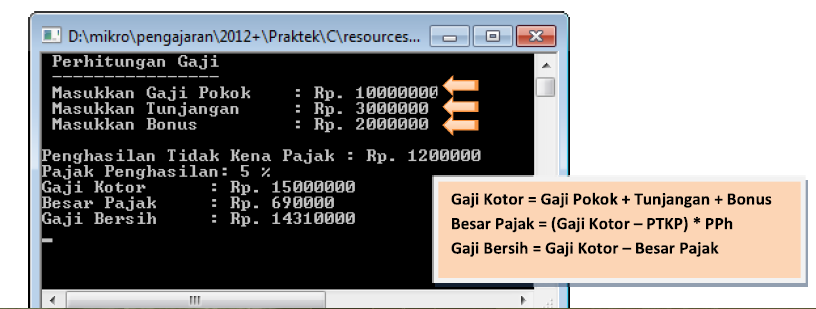 D:\mikro\pengajaran\2012+\Praktek\C\resources...
Perhitungan Gaji
----------------
Masukkan Gaji Pokok : Rp. 10000000
Masukkan Tunjangan : Rp. 3000000
Masukkan Bonus : Rp. 2000000
Penghasilan Tidak Kena Pajak : Rp. 1200000
Pajak Penghasilan: 5 %
Gaji Kotor : Rp. 15000000
Besar Pajak : Rp. 690000
Gaji Bersih : Rp. 14310000
Gaji Kotor = Gaji Pokok + Tunjangan + Bonus
Besar Pajak = (Gaji Kotor – PTKP) * PPh
Gaji Bersih = Gaji Kotor – Besar Pajak